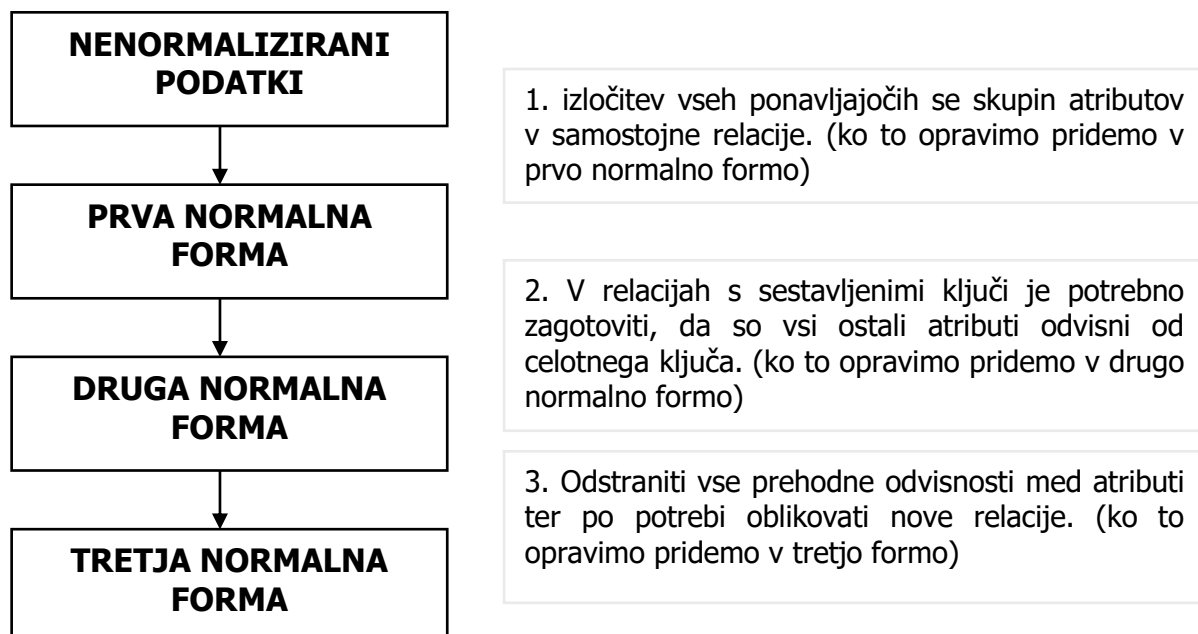 NENORMALIZIRANI
PODATKI
1. izločitev vseh ponavljajočih se skupin atributov
v samostojne relacije. (ko to opravimo pridemo v
prvo normalno formo)
PRVA NORMALNA
FORMA
2. V relacijah s sestavljenimi ključi je potrebno
zagotoviti, da so vsi ostali atributi odvisni od
celotnega ključa. (ko to opravimo pridemo v drugo
normalno formo)
DRUGA NORMALNA
FORMA
3. Odstraniti vse prehodne odvisnosti med atributi
ter po potrebi oblikovati nove relacije. (ko to
opravimo pridemo v tretjo formo)
TRETJA NORMALNA
FORMA